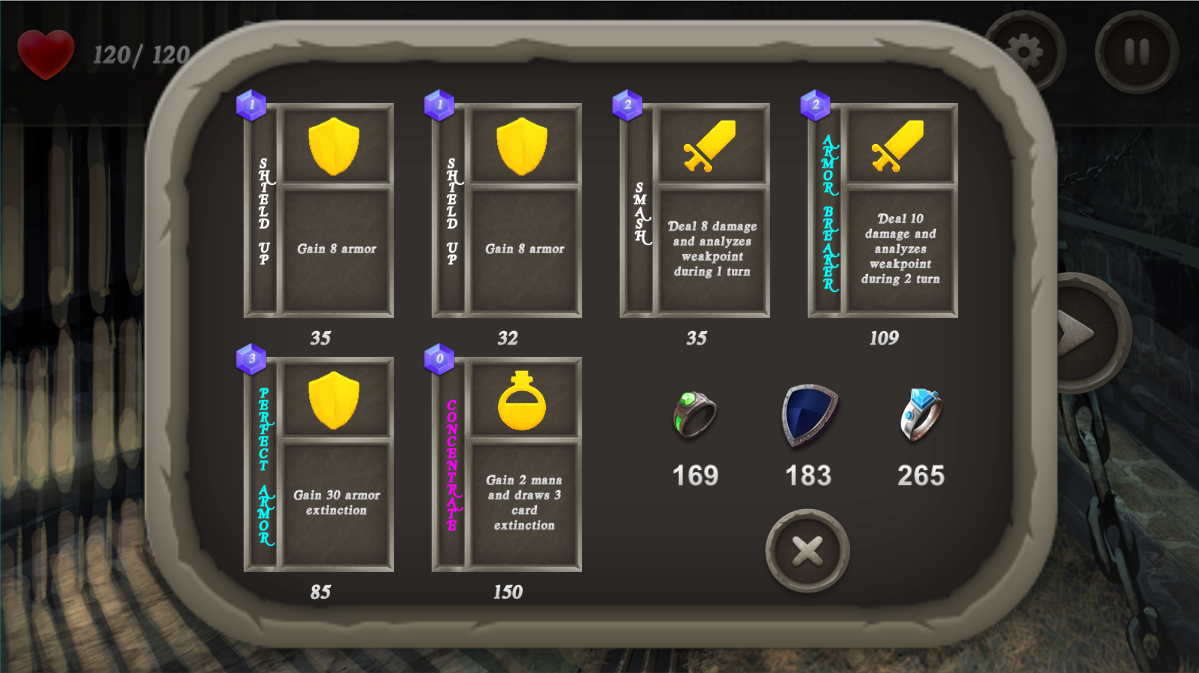 120/ 120
1
SHIELD UP
Gain 8 armor
35
1
SHIELD UP
Gain 8 armor
32
2
SMASH
Deal 8 damage
and analyzes
weakpoint
during 1 turn
35
2
ARMOR BREAKER
Deal 10
damage and
analyzes
weakpoint
during 2 turn
109
3
PERFECT ARMOR
Gain 30 armor
extinction
85
0
CONCENTRATE
Gain 2 mana
and draws 3
card
extinction
150
169
183
265